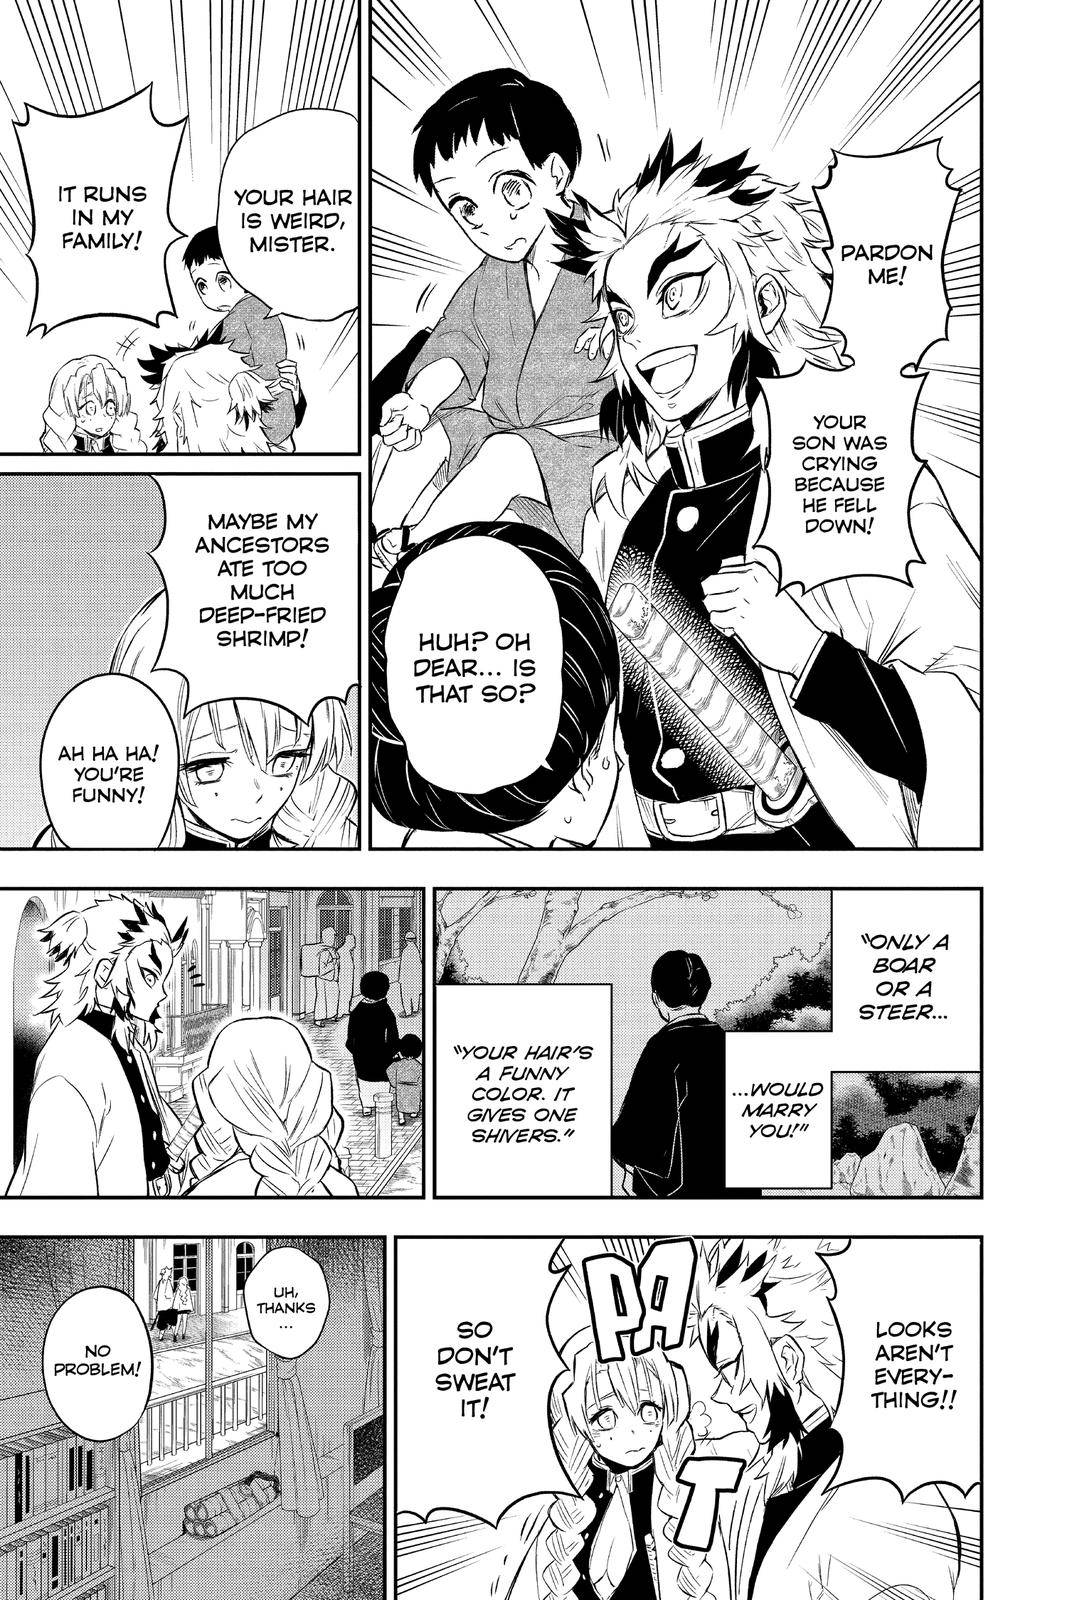 PARDON
ME!
YOUR
SON WAS
CRYING
BECAUSE
HE FELL
DOWN!
HUH? OH
DEAR... IS
THAT SO?
YOUR HAIR
IS WEIRD,
MISTER.
IT RUNS
IN MY
FAMILY!
MAYBE MY
ANCESTORS
ATE TOO
MUCH
DEEP-FRIED
SHRIMP!
AH HA HA!
YOU'RE
FUNNY!
"ONLY A
BOAR
OR A
STEER...
...WOULD
MARRY
YOU!"
"YOUR HAIR'S
A FUNNY
COLOR. IT
GIVES ONE
SHIVERS."
LOOKS
AREN'T
EVERY-
THING!!
PAT
SO
DON'T
SWEAT
IT!
UH,
THANKS
...
NO
PROBLEM!